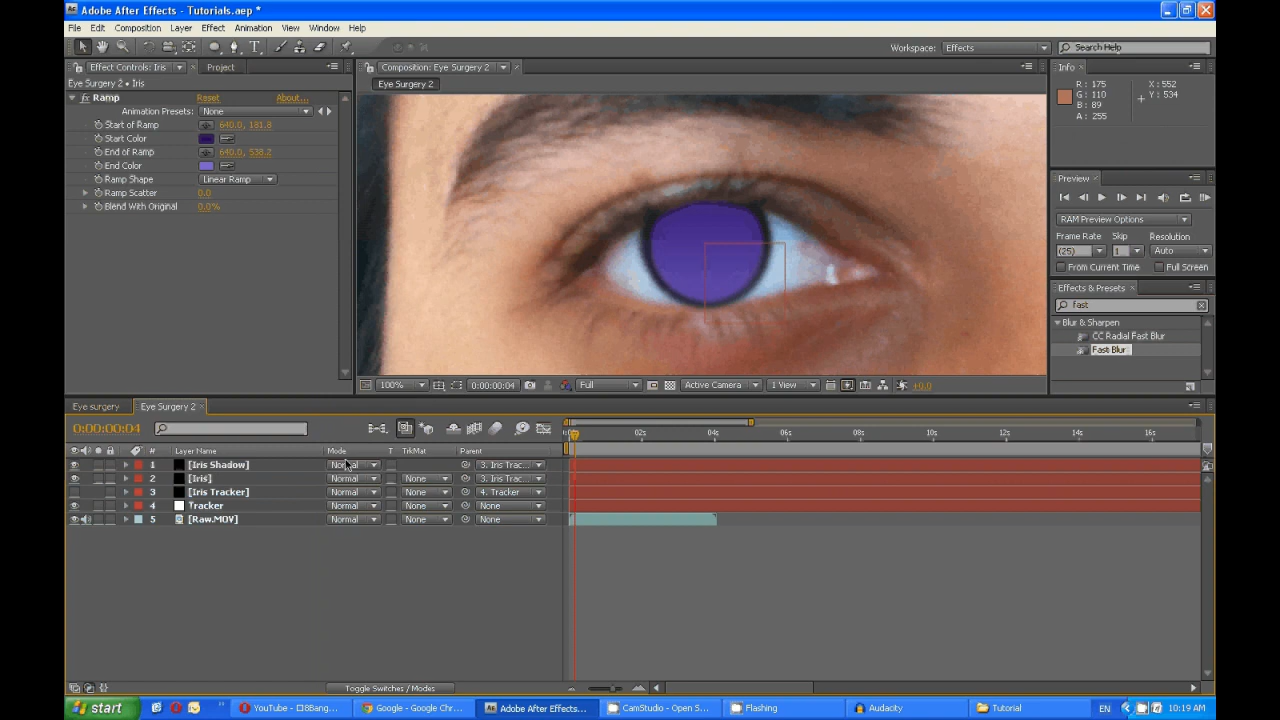 Adobe After Effects - Tutorials.aep *
File Edit Composition Layer Effect Animation View Window Help
Workspace: Effects Search Help
Effect Controls: Iris Project
Eye Surgery 2 • Iris
Ramp Reset About...
Animation Presets: None
Start of Ramp 640.0, 181.8
Start Color
End of Ramp 640.0, 538.2
End Color
Ramp Shape Linear Ramp
Ramp Scatter 0.0
Blend With Original 0.0%
Composition: Eye Surgery 2
Eye Surgery 2
100% 0:00:00:04 Full Active Camera 1 View +0.0
Info
R : 175 X : 552
G : 110 Y : 534
B : 89
A : 255
Preview
RAM Preview Options
Frame Rate Skip Resolution
(25) 1 Auto
From Current Time Full Screen
Effects & Presets
fast
Blur & Sharpen
CC Radial Fast Blur
Fast Blur
Eye surgery Eye Surgery 2
0:00:00:04
02s 04s 06s 08s 10s 12s 14s 16s
# Layer Name Mode T TrkMat Parent
1 [Iris Shadow] Normal 3. Iris Trac...
2 [Iris] Normal None 3. Iris Trac...
3 [Iris Tracker] Normal None 4. Tracker
4 Tracker Normal None None
5 [Raw.MOV] Normal None None
Toggle Switches / Modes
start Google - Google Chr... Adobe After Effects... CamStudio - Open S... Flashing Audacity Tutorial EN 10:19 AM